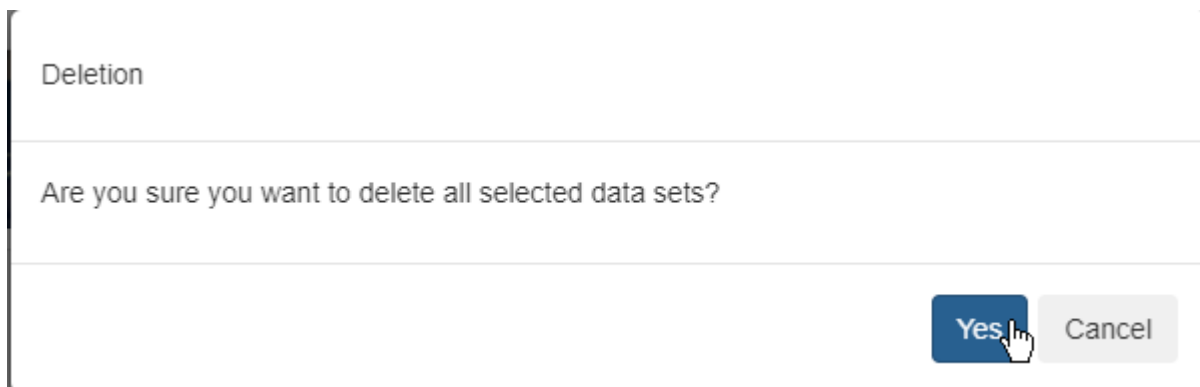 Deletion
Are you sure you want to delete all selected data sets?
Yes Cancel